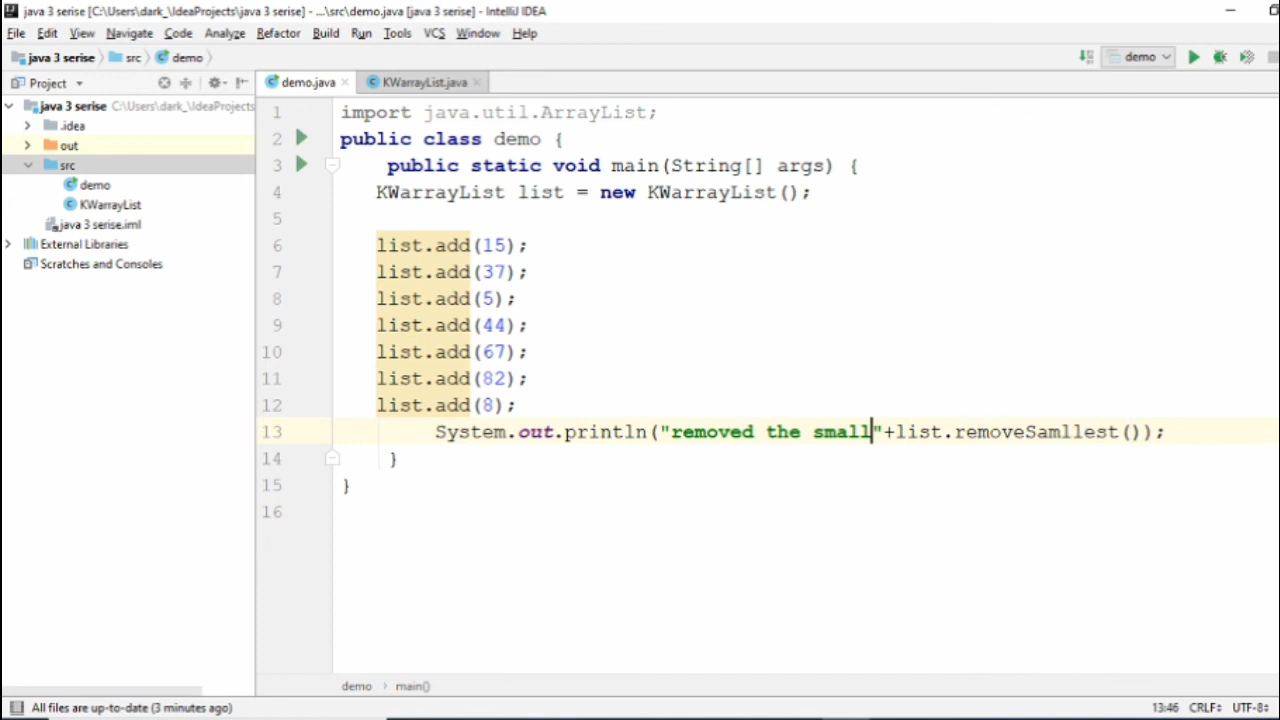 java 3 serise [C:\Users\dark_\IdeaProjects\java 3 serise] - ...\src\demo.java [java 3 serise] - IntelliJ IDEA
File Edit View Navigate Code Analyze Refactor Build Run Tools VCS Window Help
java 3 serise src demo demo
Project demo.java KWarrayList.java
java 3 serise C:\Users\dark_\IdeaProjects
.idea
out
src
demo
KWarrayList
java 3 serise.iml
External Libraries
Scratches and Consoles
1 import java.util.ArrayList;
2 public class demo {
3 public static void main(String[] args) {
4 KWarrayList list = new KWarrayList();
5
6 list.add(15);
7 list.add(37);
8 list.add(5);
9 list.add(44);
10 list.add(67);
11 list.add(82);
12 list.add(8);
13 System.out.println("removed the small"+list.removeSamllest());
14 }
15 }
16
demo main()
All files are up-to-date (3 minutes ago) 13:46 CRLF UTF-8